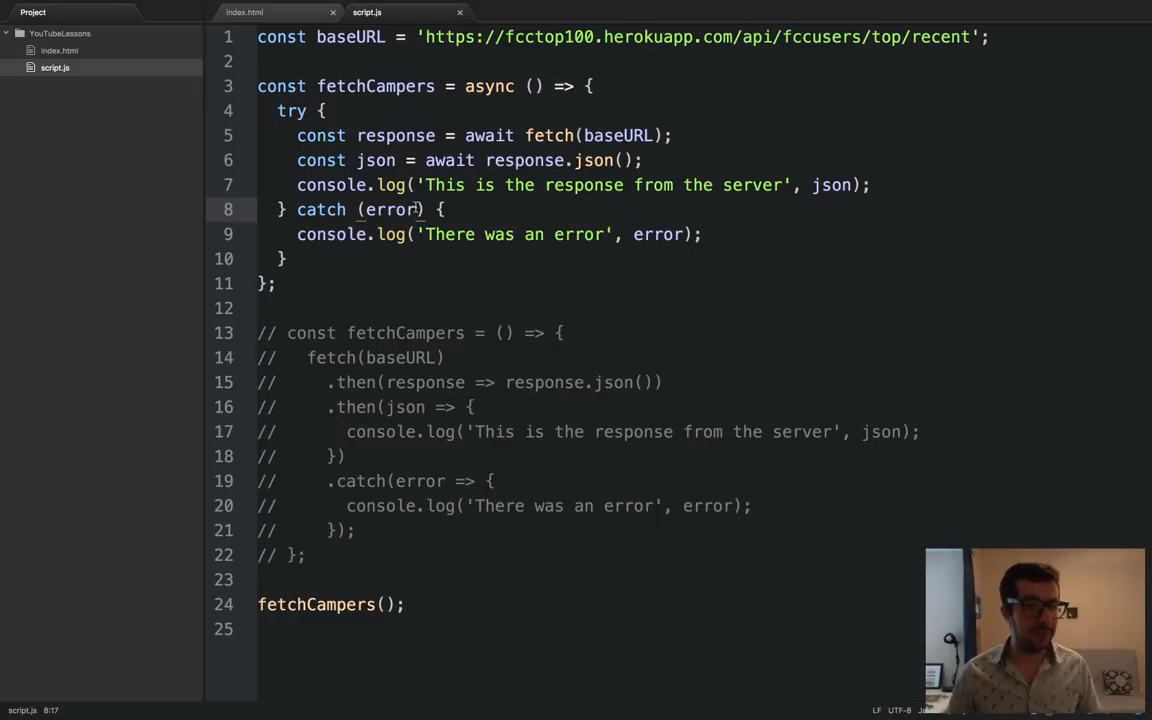 Project
index.html
script.js
YouTubeLessons
index.html
script.js
1 const baseURL = 'https://fcctop100.herokuapp.com/api/fccusers/top/recent';
2
3 const fetchCampers = async () => {
4 try {
5 const response = await fetch(baseURL);
6 const json = await response.json();
7 console.log('This is the response from the server', json);
8 } catch (error) {
9 console.log('There was an error', error);
10 }
11 };
12
13 // const fetchCampers = () => {
14 // fetch(baseURL)
15 // .then(response => response.json())
16 // .then(json => {
17 // console.log('This is the response from the server', json);
18 // })
19 // .catch(error => {
20 // console.log('There was an error', error);
21 // });
22 // };
23
24 fetchCampers();
25
script.js 8:17
LF UTF-8